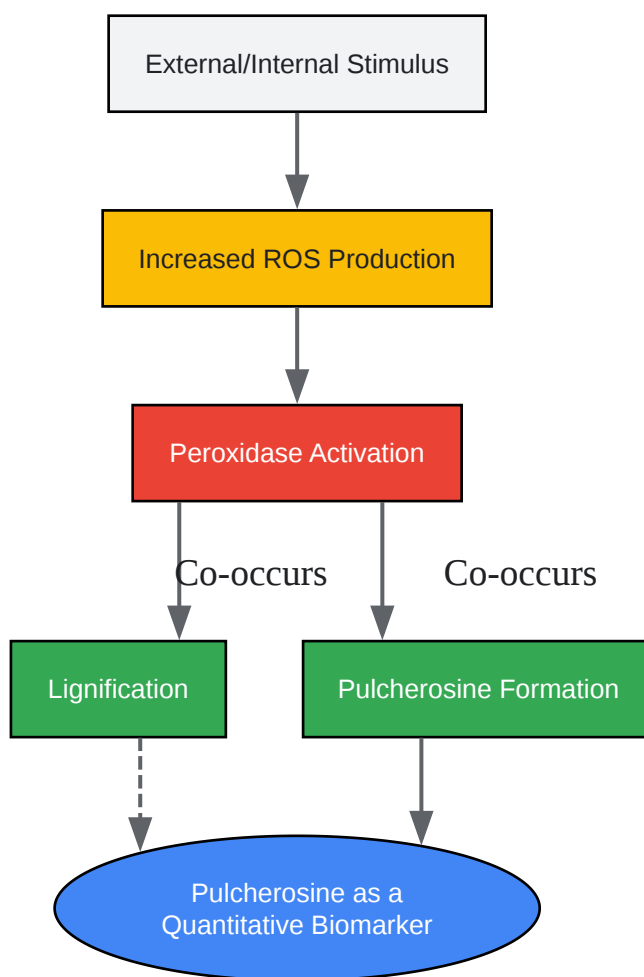 External/Internal Stimulus
Increased ROS Production
Peroxidase Activation
Co-occurs
Co-occurs
Lignification
Pulcherosine Formation
Pulcherosine as a
Quantitative Biomarker